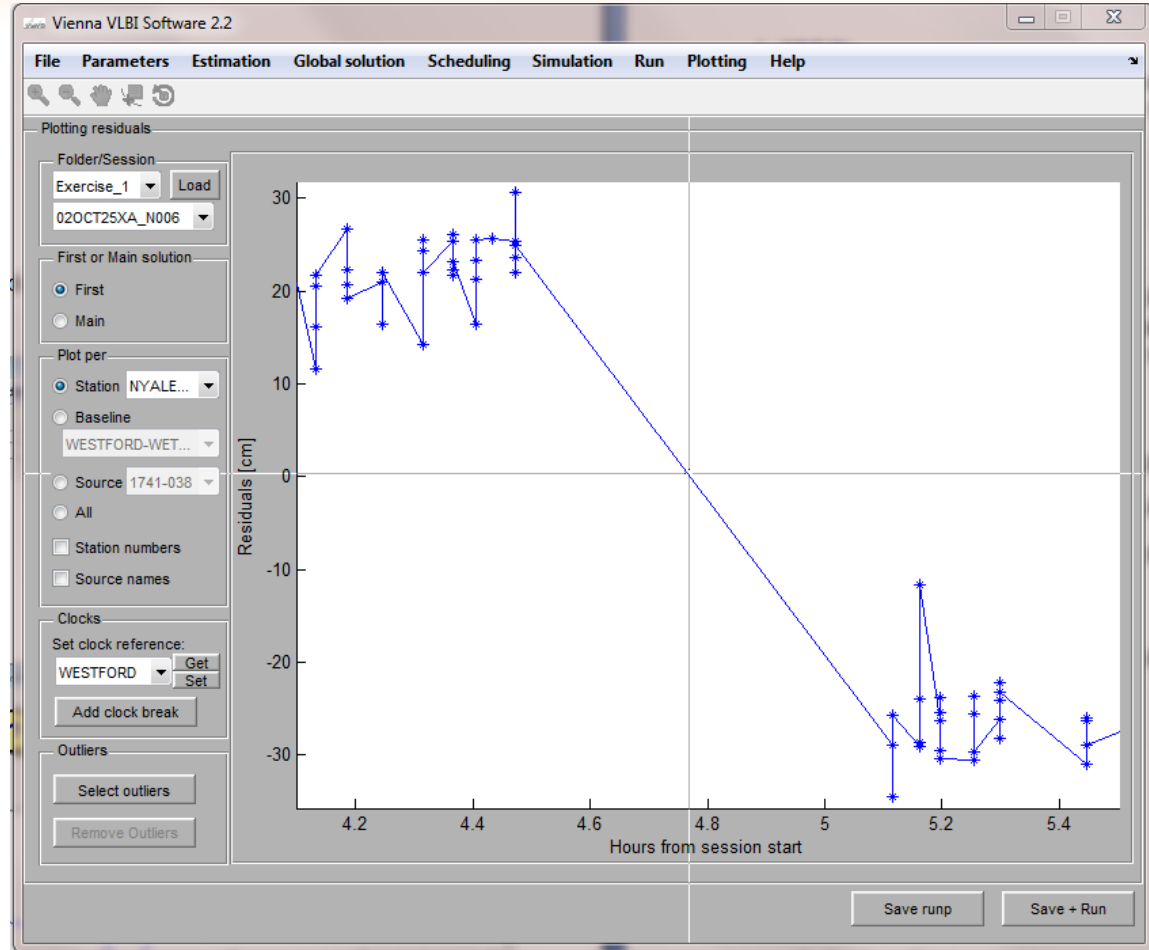 Vienna VLBI Software 2.2
File Parameters Estimation Global solution Scheduling Simulation Run Plotting Help
Plotting residuals
Folder/Session
Exercise_1 Load
02OCT25XA_N006
First or Main solution
First
Main
Plot per
Station NYALE...
Baseline
WESTFORD-WET...
Source 1741-038
All
Station numbers
Source names
Clocks
Set clock reference:
WESTFORD Get
Set
Add clock break
Outliers
Select outliers
Remove Outliers
30
20
10
0
-10
-20
-30
Residuals [cm]
4.2 4.4 4.6 4.8 5 5.2 5.4
Hours from session start
Save runp Save + Run